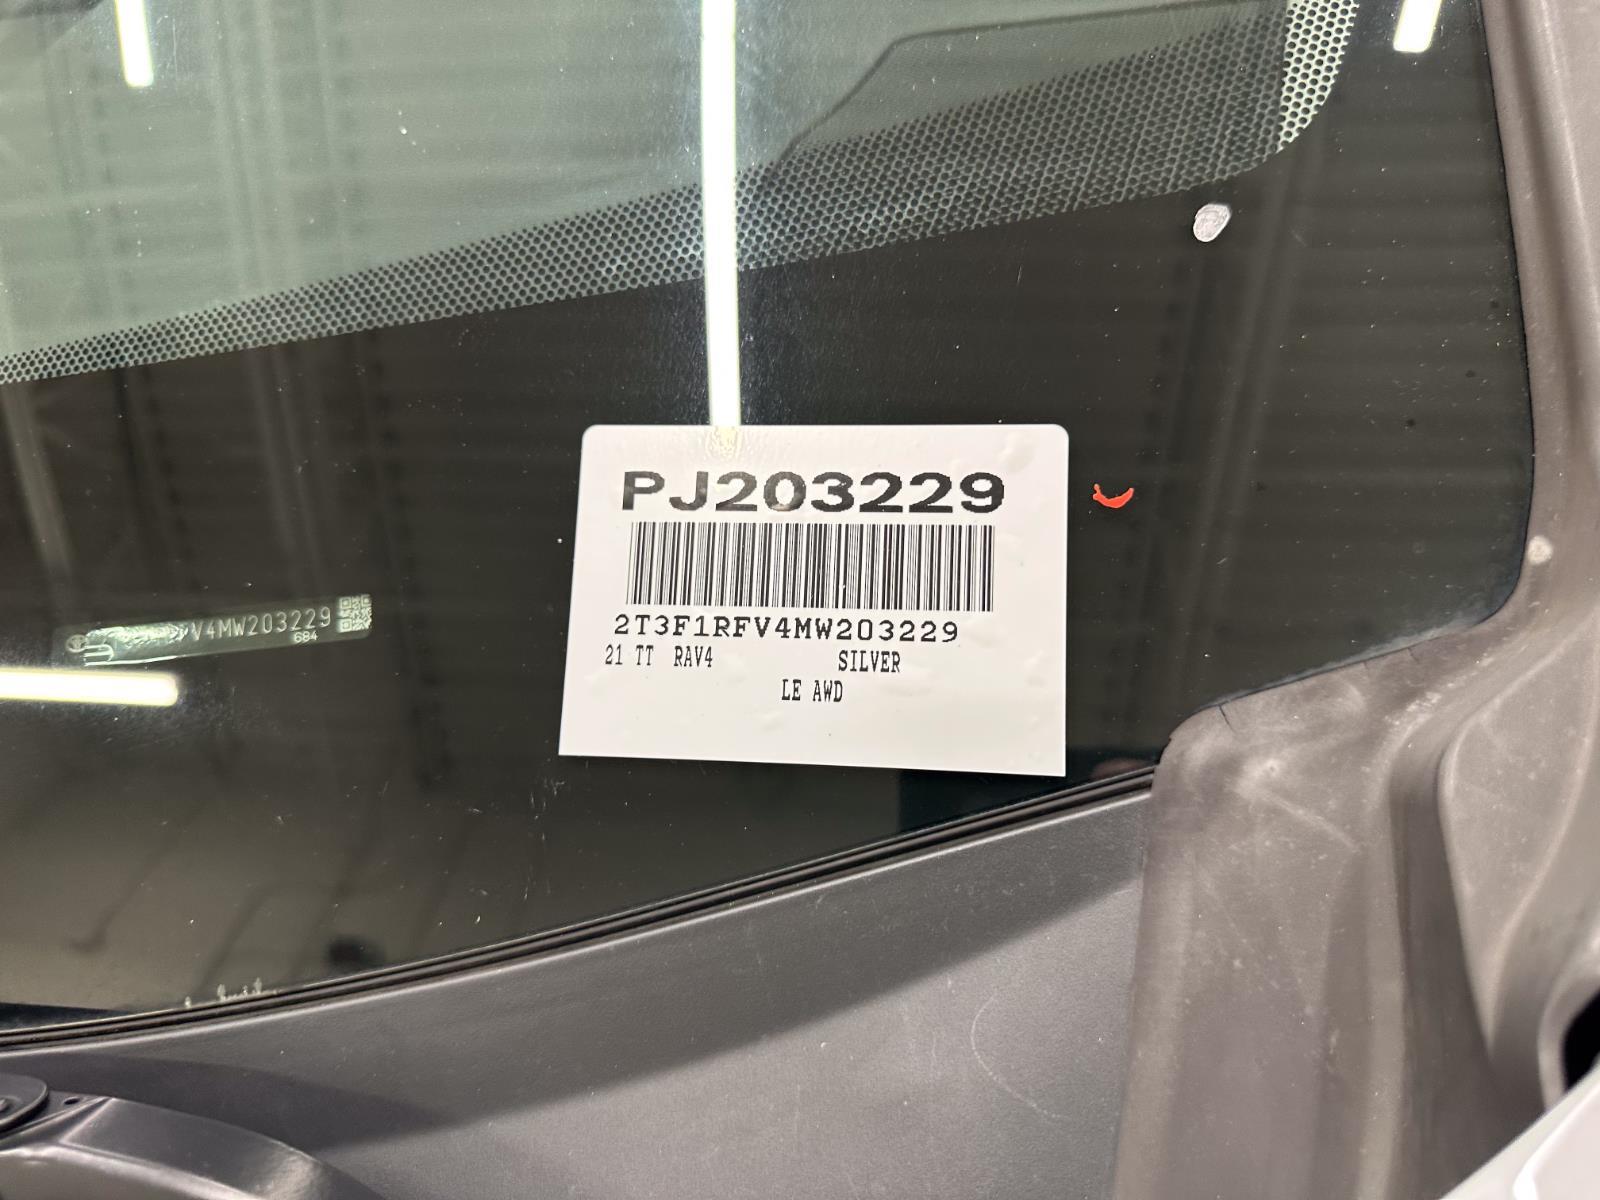 PJ203229
2T3F1RFV4MW203229
21 TT RAV4 SILVER
LE AWD
V4MW203229
684